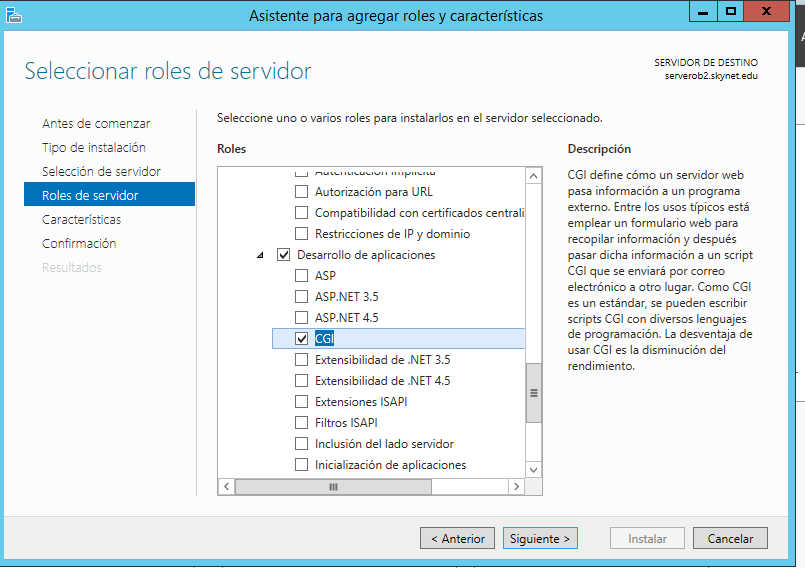 Asistente para agregar roles y características
Seleccionar roles de servidor
SERVIDOR DE DESTINO
serverob2.skynet.edu
Antes de comenzar
Tipo de instalación
Selección de servidor
Roles de servidor
Características
Confirmación
Resultados
Seleccione uno o varios roles para instalarlos en el servidor seleccionado.
Roles
Autenticación implícita
Autorización para URL
Compatibilidad con certificados centrali
Restricciones de IP y dominio
Desarrollo de aplicaciones
ASP
ASP.NET 3.5
ASP.NET 4.5
CGI
Extensibilidad de .NET 3.5
Extensibilidad de .NET 4.5
Extensiones ISAPI
Filtros ISAPI
Inclusión del lado servidor
Inicialización de aplicaciones
Descripción
CGI define cómo un servidor web
pasa información a un programa
externo. Entre los usos típicos está
emplear un formulario web para
recopilar información y después
pasar dicha información a un script
CGI que se enviará por correo
electrónico a otro lugar. Como CGI
es un estándar, se pueden escribir
scripts CGI con diversos lenguajes
de programación. La desventaja de
usar CGI es la disminución del
rendimiento.
< Anterior
Siguiente >
Instalar
Cancelar